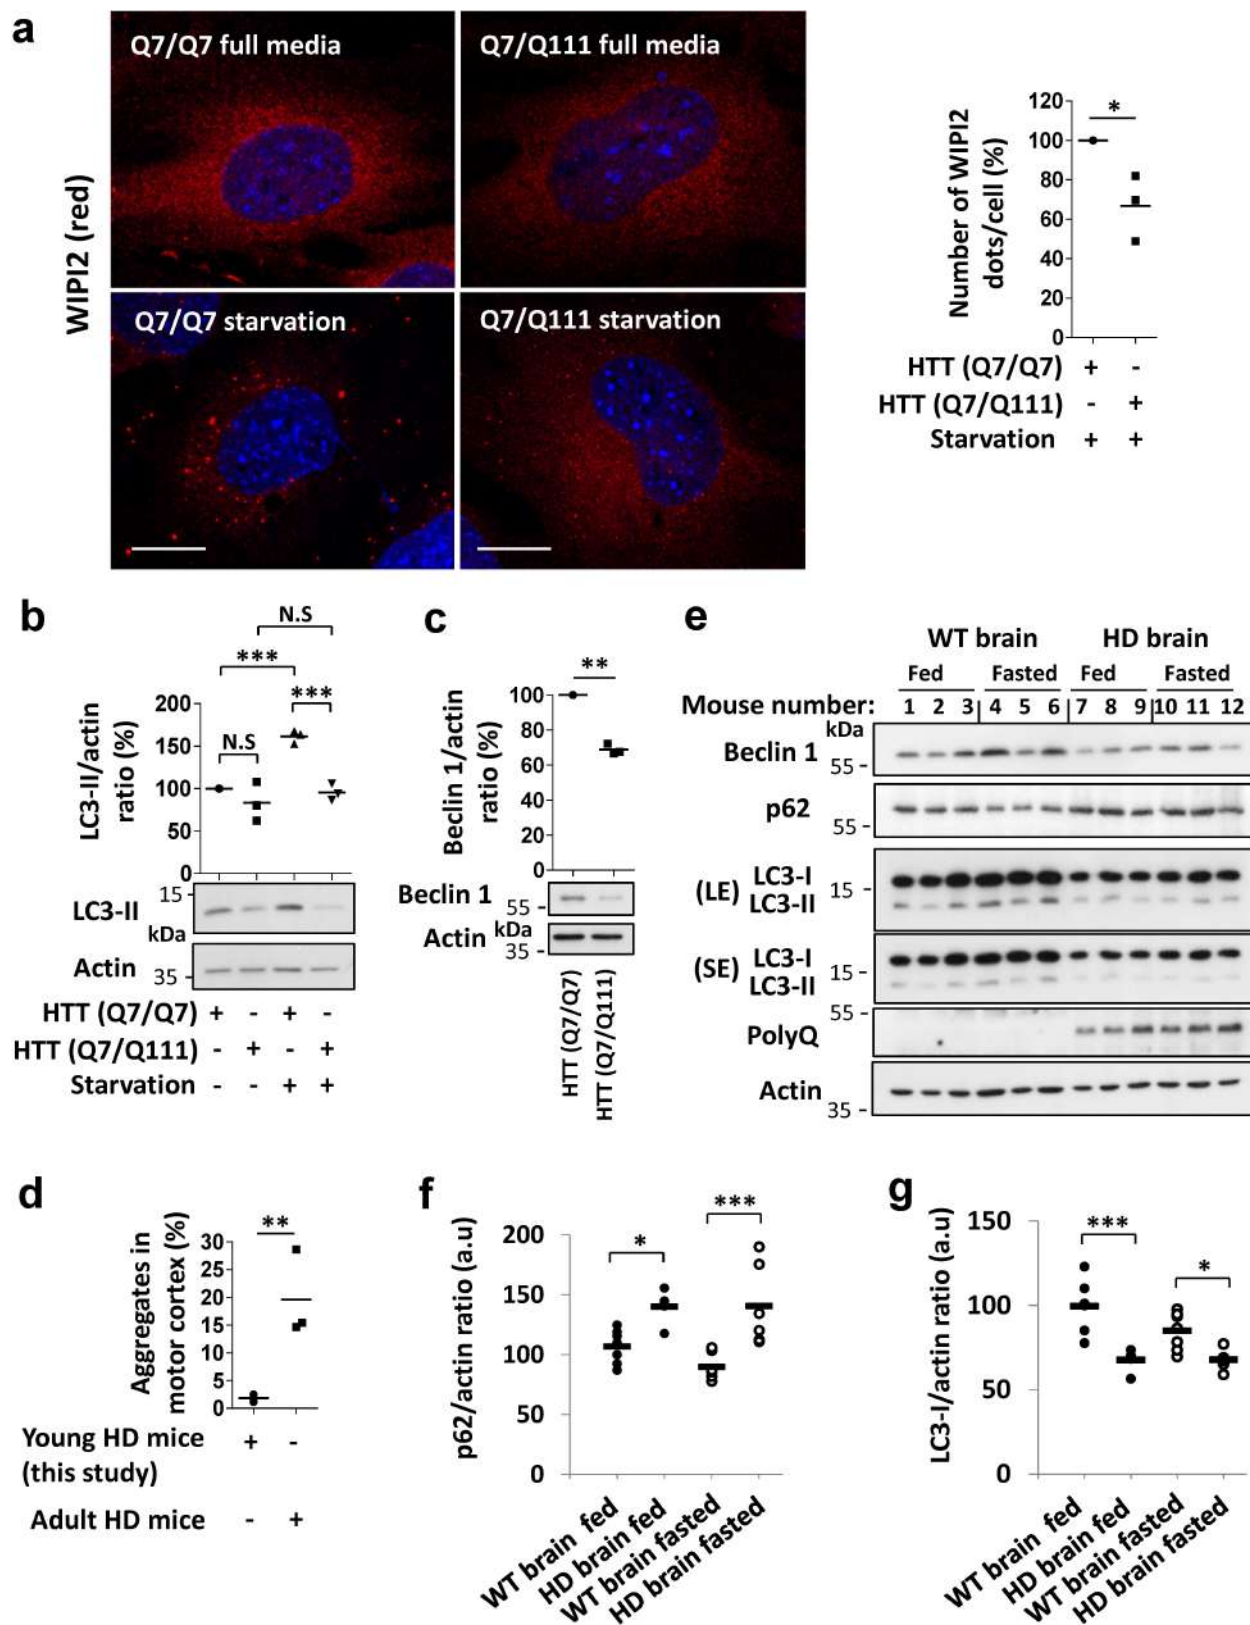 a
WIPI2 (red)
Q7/Q7 full media
Q7/Q111 full media
Q7/Q7 starvation
Q7/Q111 starvation
Number of WIPI2
dots/cell (%)
120
100
80
60
40
20
0
*
HTT (Q7/Q7) + -
HTT (Q7/Q111) - +
Starvation + +
b
N.S
***
***
N.S
LC3-II/actin
ratio (%)
200
150
100
50
0
LC3-II
15
kDa
Actin
35
HTT (Q7/Q7) + - + -
HTT (Q7/Q111) - + - +
Starvation - - + +
c
**
Beclin 1/actin
ratio (%)
100
80
60
40
20
0
Beclin 1
55
Actin
kDa
35
HTT (Q7/Q7)
HTT (Q7/Q111)
e
WT brain HD brain
Fed Fasted Fed Fasted
Mouse number: 1 2 3 4 5 6 7 8 9 10 11 12
kDa
Beclin 1
55
p62
55
(LE) LC3-I
LC3-II
15
(SE) LC3-I
LC3-II
15
PolyQ
55
Actin
35
d
**
Aggregates in
motor cortex (%)
30
25
20
15
10
5
0
Young HD mice + -
(this study)
Adult HD mice - +
f
p62/actin ratio (a.u)
200
150
100
50
0
*
***
WT brain fed
HD brain fed
WT brain fasted
HD brain fasted
g
LC3-I/actin ratio (a.u)
150
100
50
0
***
*
WT brain fed
HD brain fed
WT brain fasted
HD brain fasted